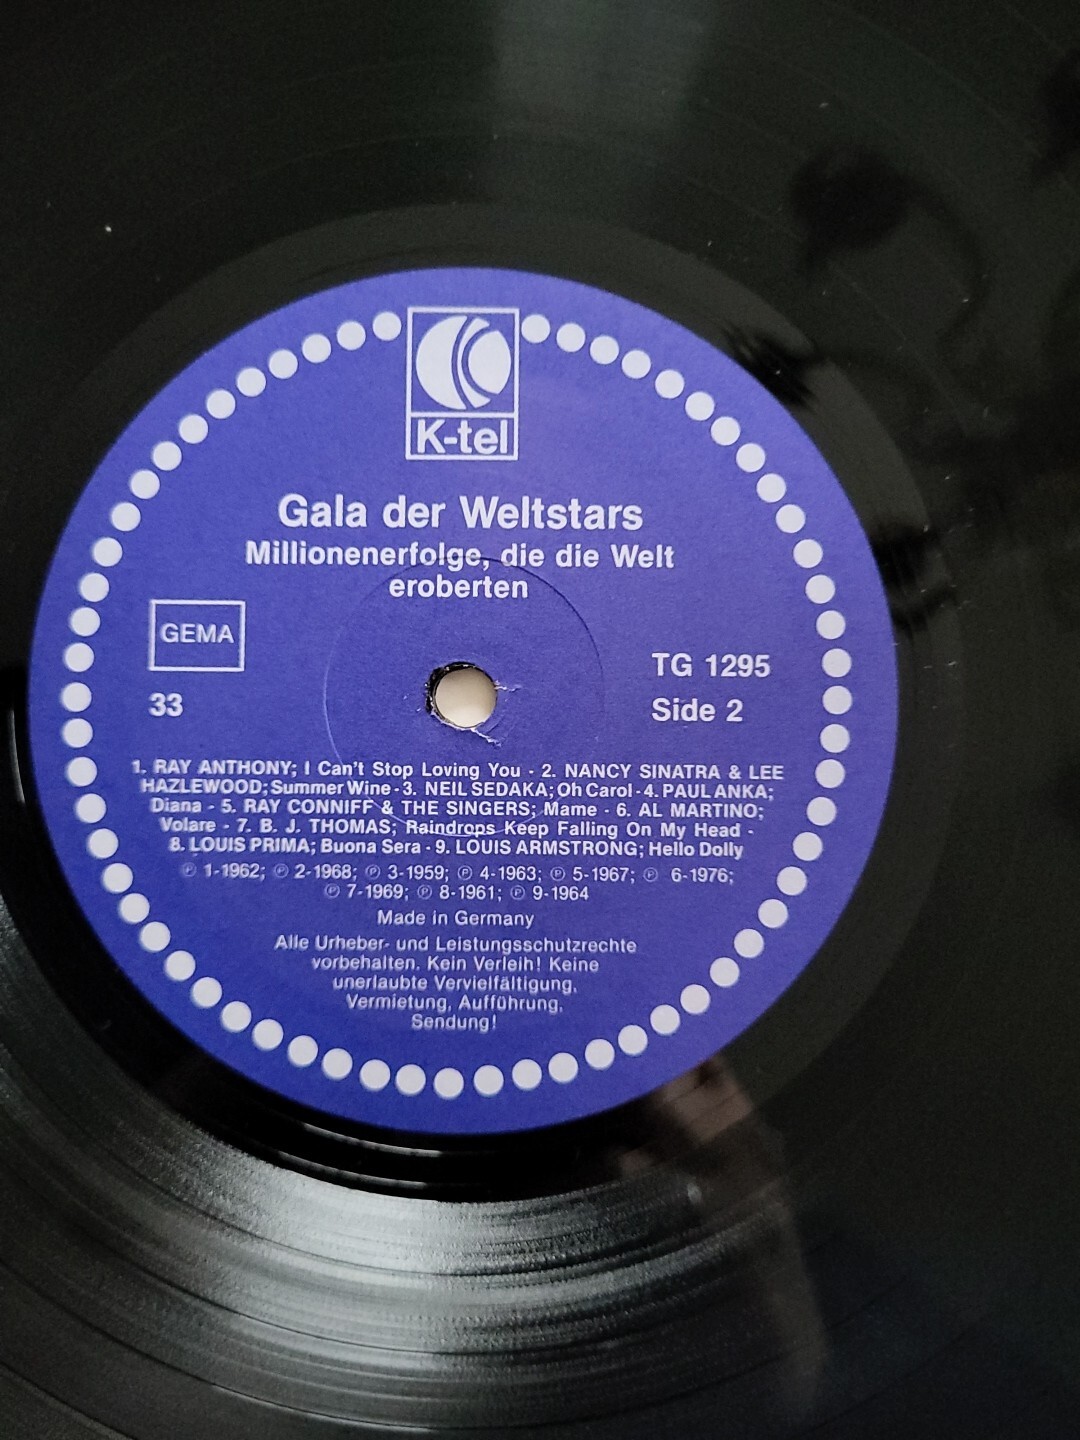 K-tel
Gala der Weltstars
Millionenerfolge, die die Welt
eroberten
GEMA
33
TG 1295
Side 2
1. RAY ANTHONY; I Can't Stop Loving You - 2. NANCY SINATRA & LEE
HAZLEWOOD; Summer Wine - 3. NEIL SEDAKA; Oh Carol - 4. PAUL ANKA;
Diana - 5. RAY CONNIFF & THE SINGERS; Mame - 6. AL MARTINO;
Volare - 7. B. J. THOMAS; Raindrops Keep Falling On My Head -
8. LOUIS PRIMA; Buona Sera - 9. LOUIS ARMSTRONG; Hello Dolly
℗ 1-1962; ℗ 2-1968; ℗ 3-1959; ℗ 4-1963; ℗ 5-1967; ℗ 6-1976;
℗ 7-1969; ℗ 8-1961; ℗ 9-1964
Made in Germany
Alle Urheber- und Leistungsschutzrechte
vorbehalten. Kein Verleih! Keine
unerlaubte Vervielfältigung,
Vermietung, Aufführung,
Sendung!